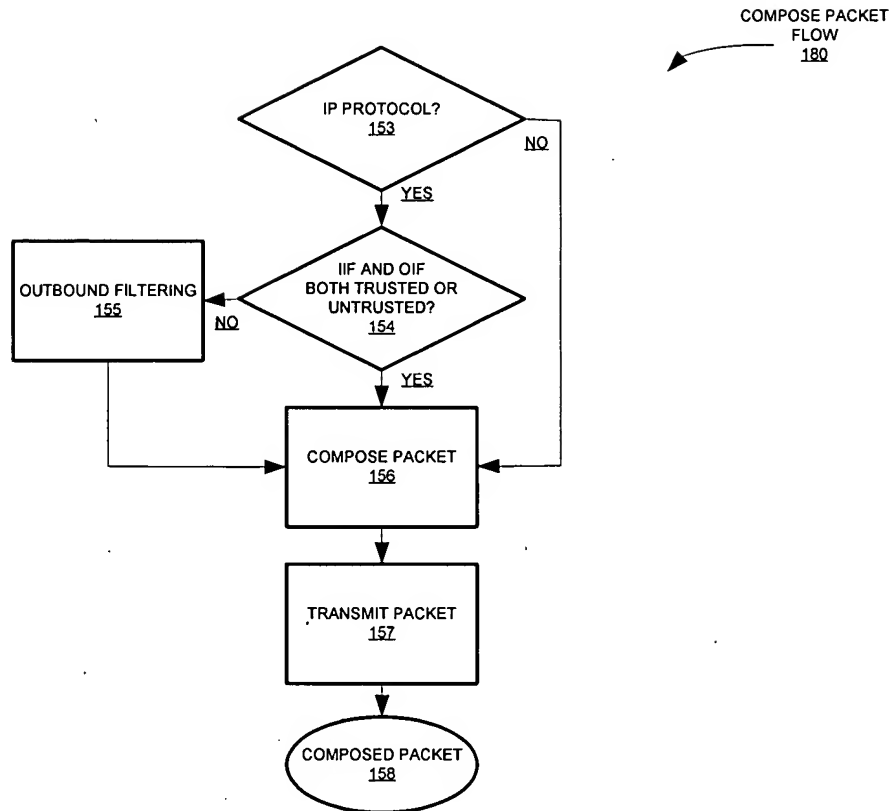 COMPOSE PACKET
FLOW
180
IP PROTOCOL?
153
NO
YES
IIF AND OIF
BOTH TRUSTED OR
UNTRUSTED?
154
OUTBOUND FILTERING
155
NO
YES
COMPOSE PACKET
156
TRANSMIT PACKET
157
COMPOSED PACKET
158